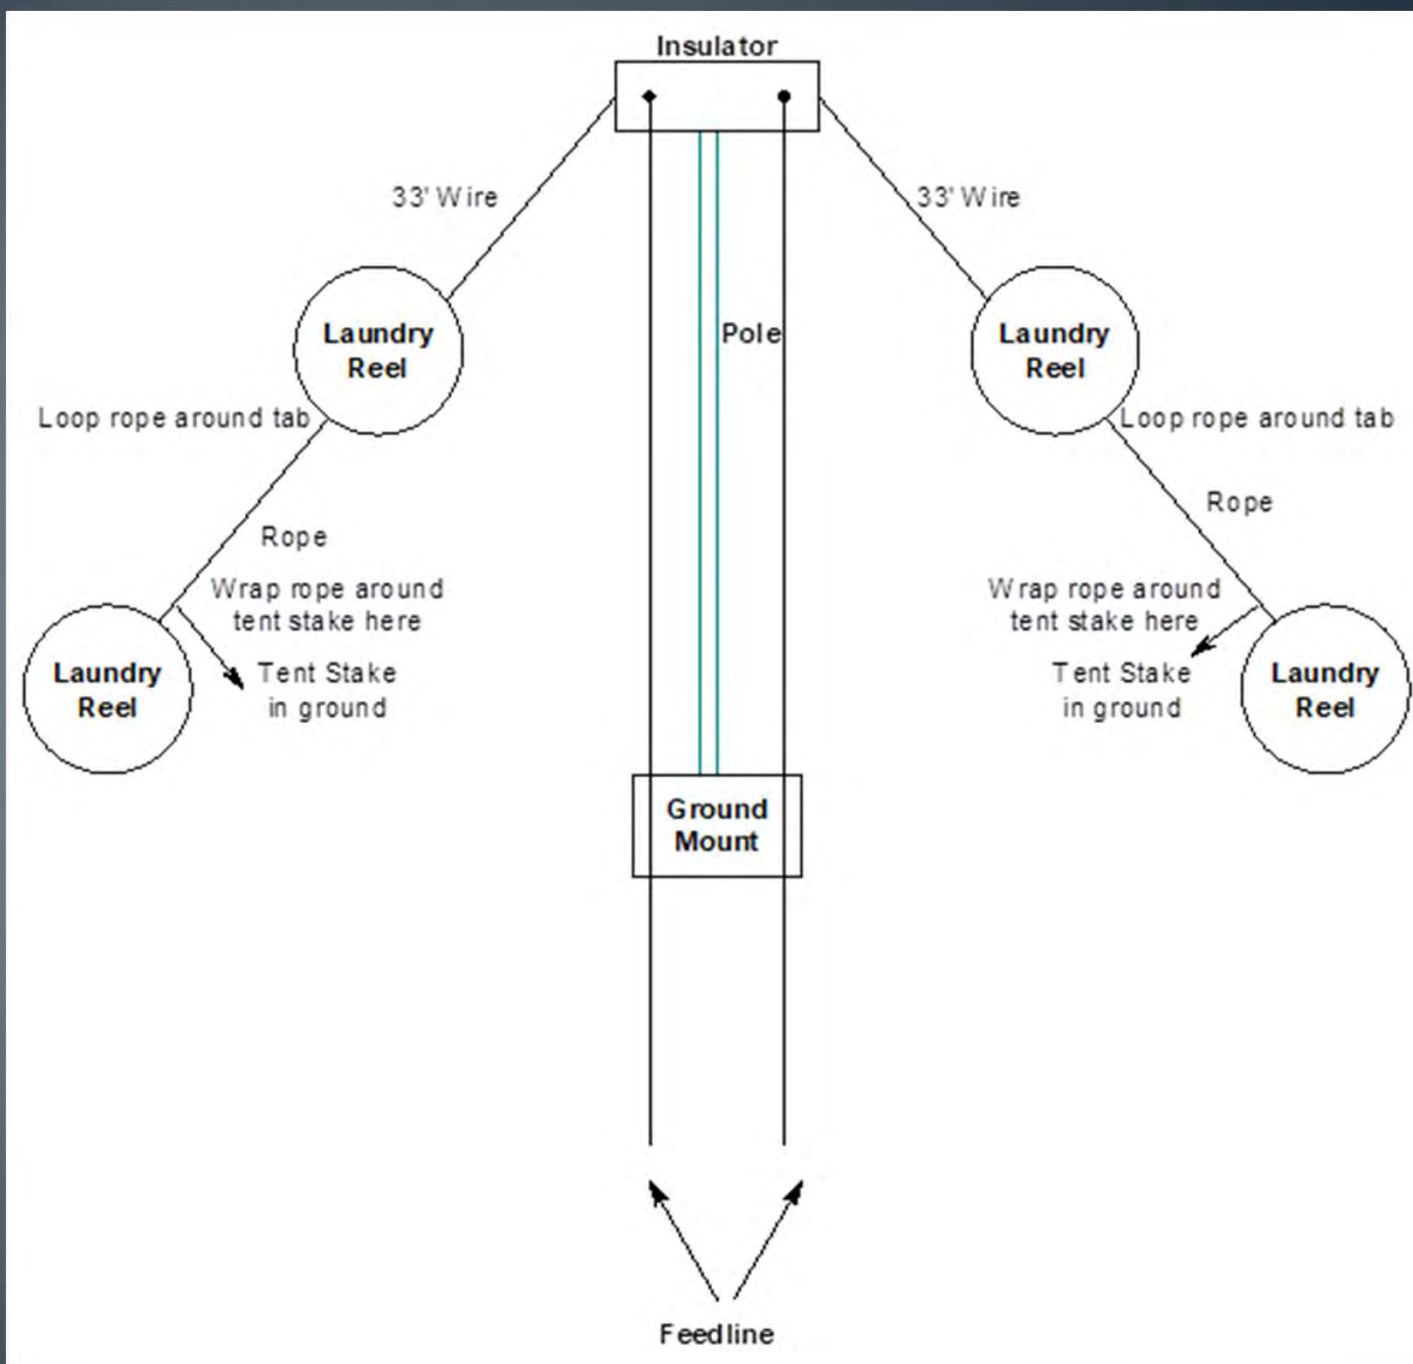 Insulator
33' Wire
33' Wire
Laundry
Reel
Pole
Laundry
Reel
Loop rope around tab
Loop rope around tab
Rope
Rope
Wrap rope around
tent stake here
Wrap rope around
tent stake here
Laundry
Reel
Tent Stake
in ground
Tent Stake
in ground
Laundry
Reel
Ground
Mount
Feedline